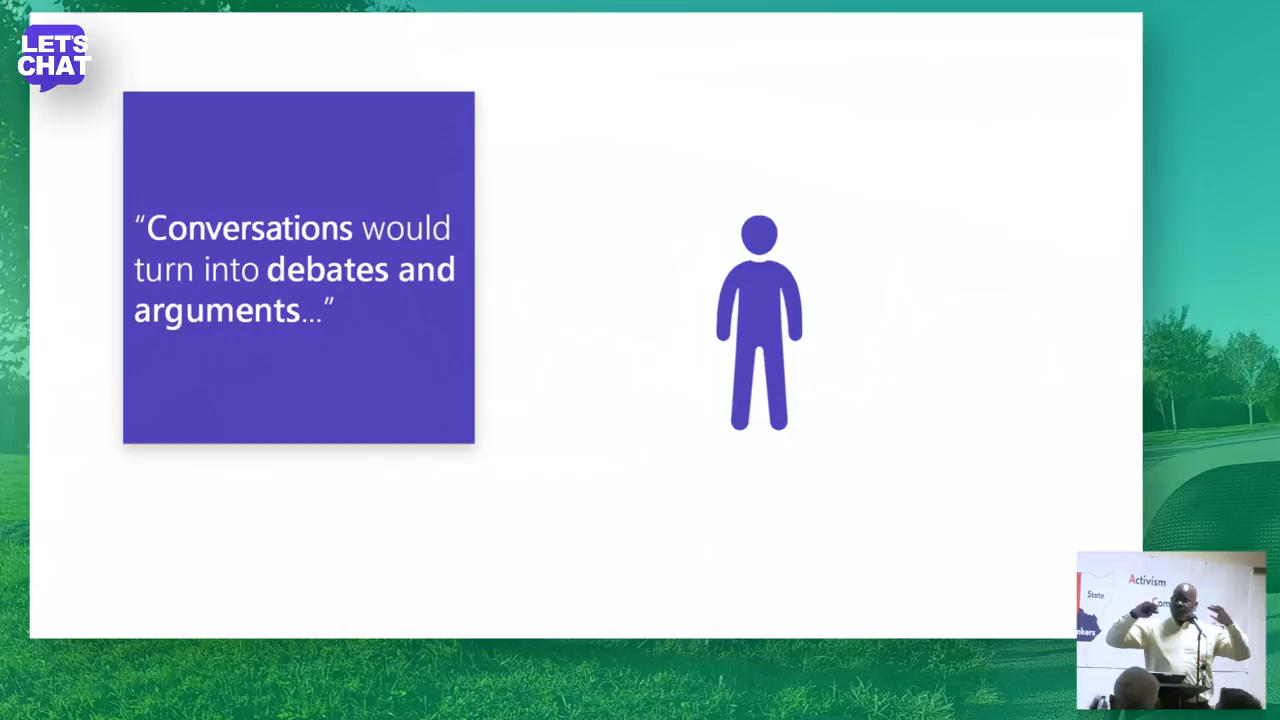 LET'S
CHAT
“Conversations would
turn into debates and
arguments...”
Activism
State